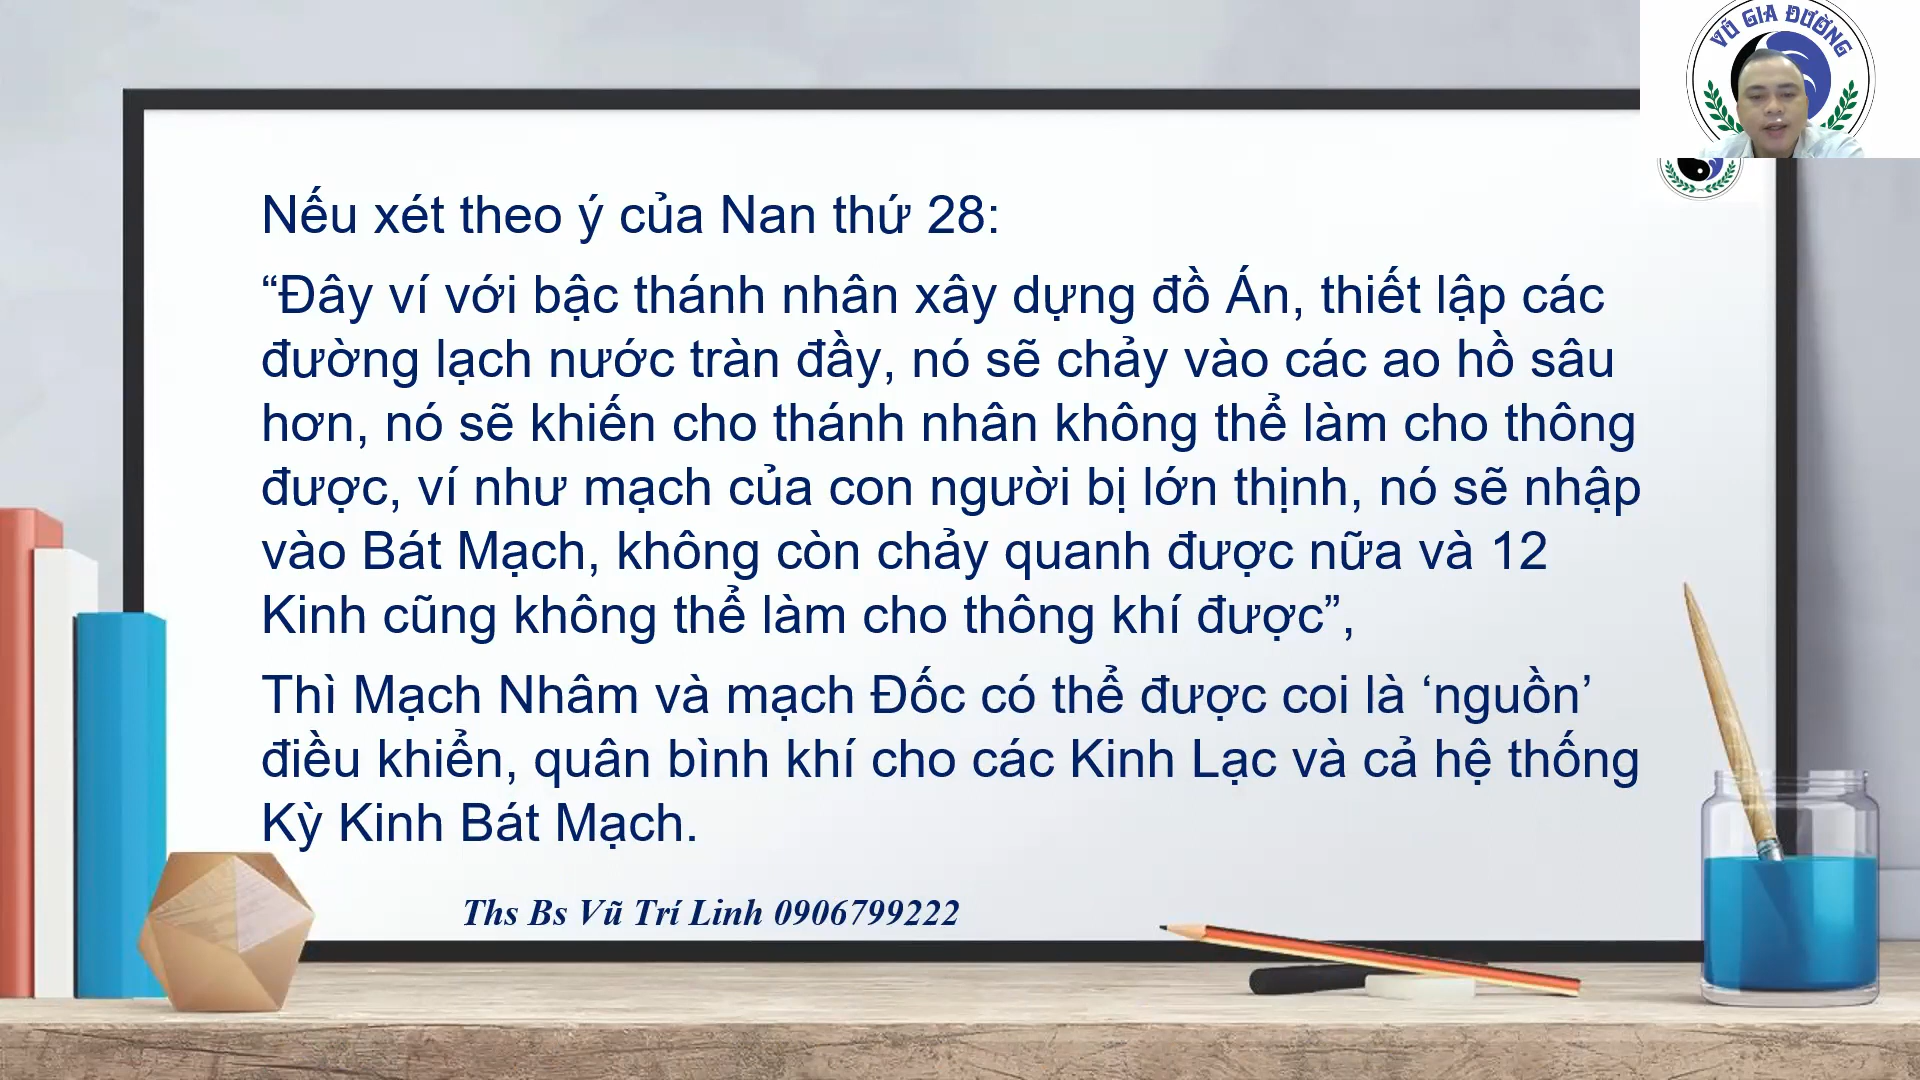 VŨ GIA ĐƯỜNG
Nếu xét theo ý của Nan thứ 28:
“Đây ví với bậc thánh nhân xây dựng đồ Án, thiết lập các
đường lạch nước tràn đầy, nó sẽ chảy vào các ao hồ sâu
hơn, nó sẽ khiến cho thánh nhân không thể làm cho thông
được, ví như mạch của con người bị lớn thịnh, nó sẽ nhập
vào Bát Mạch, không còn chảy quanh được nữa và 12
Kinh cũng không thể làm cho thông khí được”,
Thì Mạch Nhâm và mạch Đốc có thể được coi là ‘nguồn’
điều khiển, quân bình khí cho các Kinh Lạc và cả hệ thống
Kỳ Kinh Bát Mạch.
Ths Bs Vũ Trí Linh 0906799222